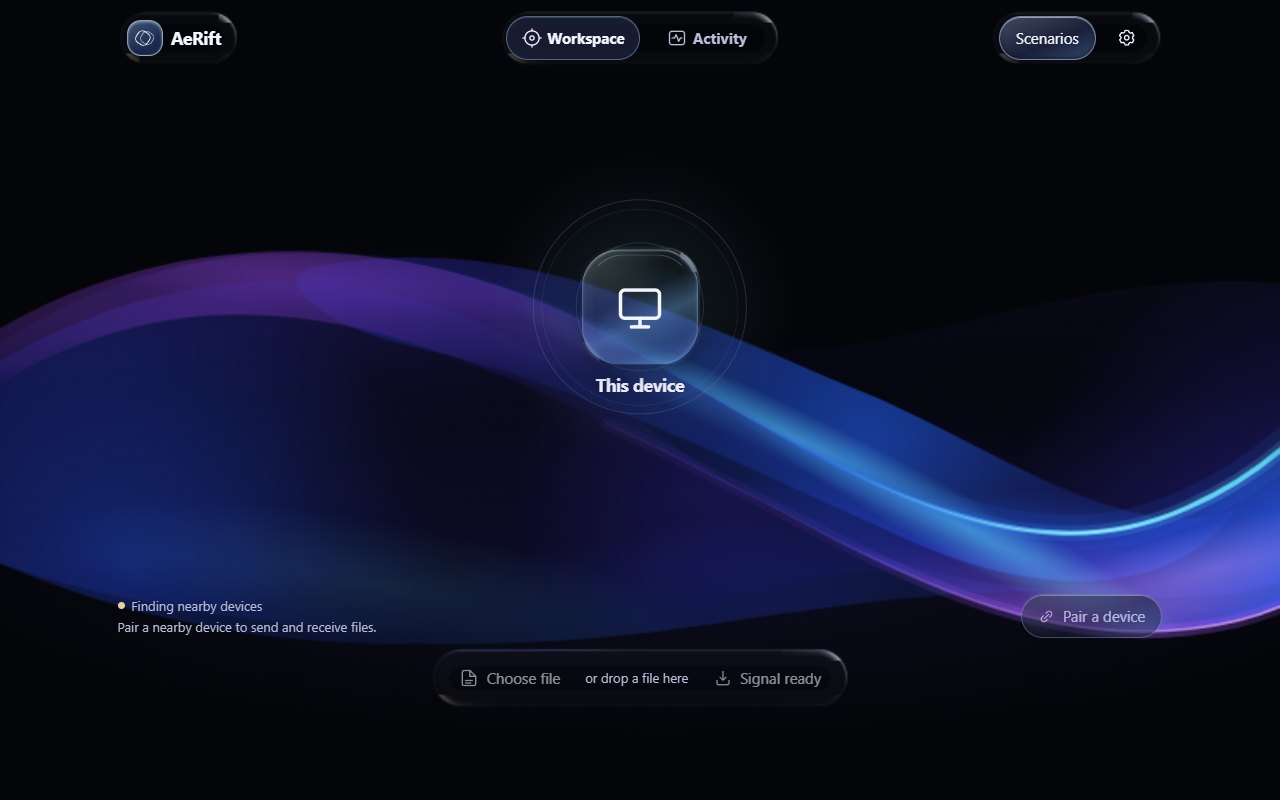 AeRift
Workspace
Activity
Scenarios
This device
Finding nearby devices
Pair a nearby device to send and receive files.
Pair a device
Choose file
or drop a file here
Signal ready